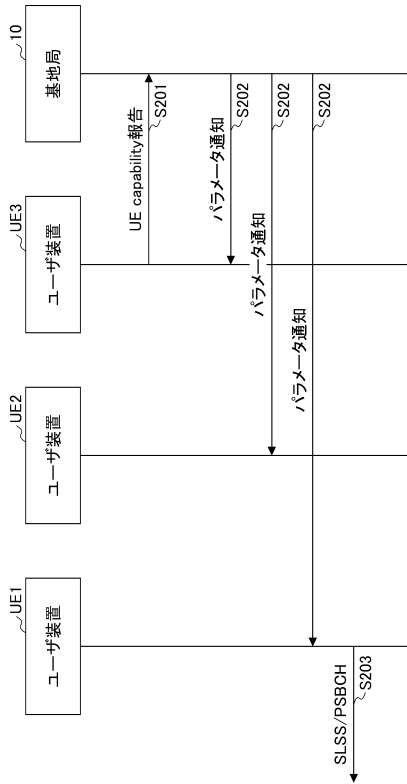 UE1
UE2
UE3
10
ユーザ装置
ユーザ装置
ユーザ装置
基地局
UE capability報告
S201
パラメータ通知
S202
パラメータ通知
S202
パラメータ通知
S202
SLSS/PSBCH
S203